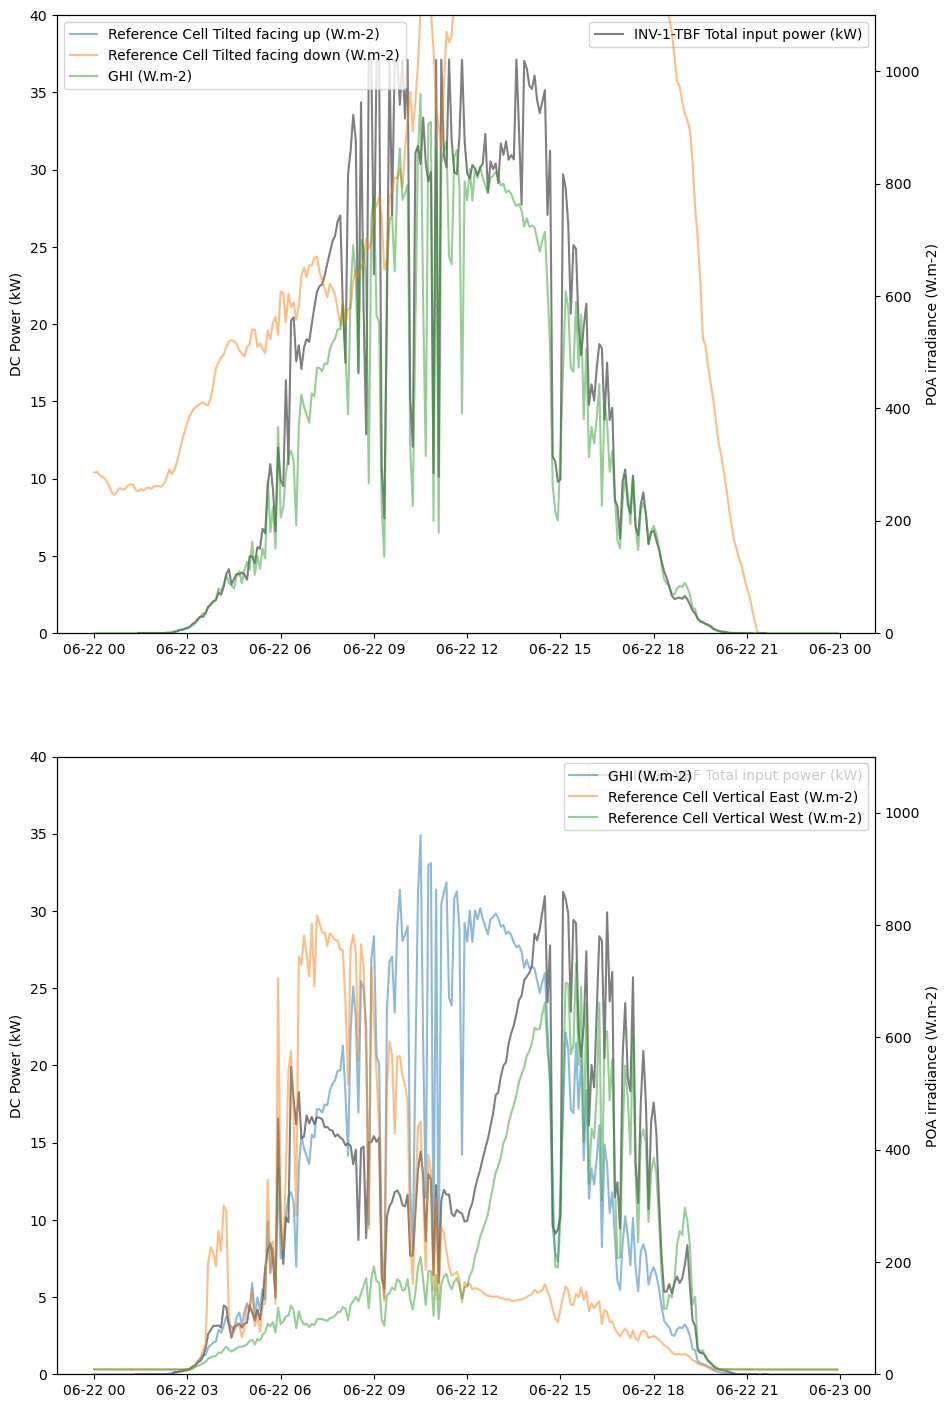 40
35
30
25
20
15
10
5
0
DC Power (kW)
Reference Cell Tilted facing up (W.m-2)
Reference Cell Tilted facing down (W.m-2)
GHI (W.m-2)
INV-1-TBF Total input power (kW)
1000
800
600
400
200
0
POA irradiance (W.m-2)
06-22 00 06-22 03 06-22 06 06-22 09 06-22 12 06-22 15 06-22 18 06-22 21 06-23 00
40
35
30
25
20
15
10
5
0
DC Power (kW)
GHI (W.m-2)
Total input power (kW)
Reference Cell Vertical East (W.m-2)
Reference Cell Vertical West (W.m-2)
1000
800
600
400
200
0
POA irradiance (W.m-2)
06-22 00 06-22 03 06-22 06 06-22 09 06-22 12 06-22 15 06-22 18 06-22 21 06-23 00